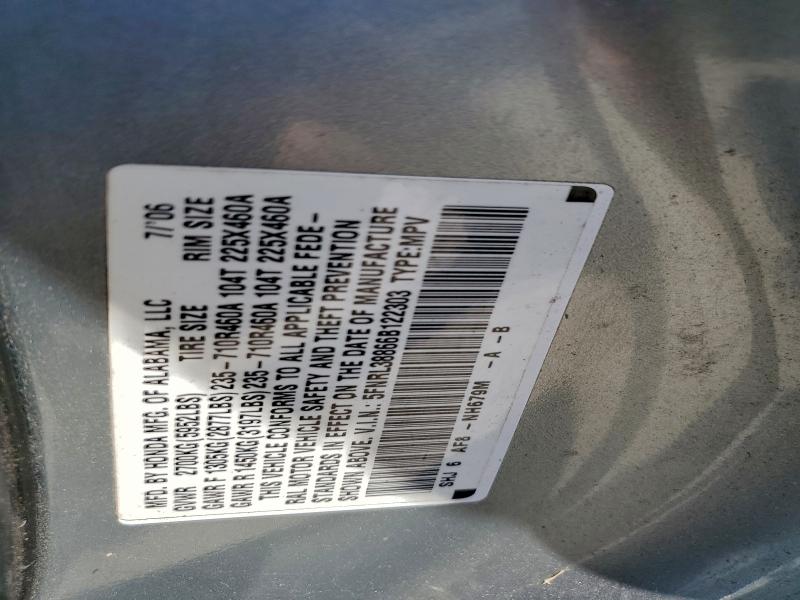 MFD. BY HONDA MFG. OF ALABAMA, LLC 7/'06
GVWR 2700KG(5952LBS) TIRE SIZE RIM SIZE
GAWR F 1305KG(2877LBS)235-710R460A 104T 225X460A
GAWR R 1450KG(3197LBS)235-710R460A 104T 225X460A
THIS VEHICLE CONFORMS TO ALL APPLICABLE FEDE-
RAL MOTOR VEHICLE SAFETY AND THEFT PREVENTION
STANDARDS IN EFFECT ON THE DATE OF MANUFACTURE
SHOWN ABOVE. V.I.N.: 5FNRL38866B122303 TYPE:MPV
SHJ 6 AF8 -NH679M -A -B